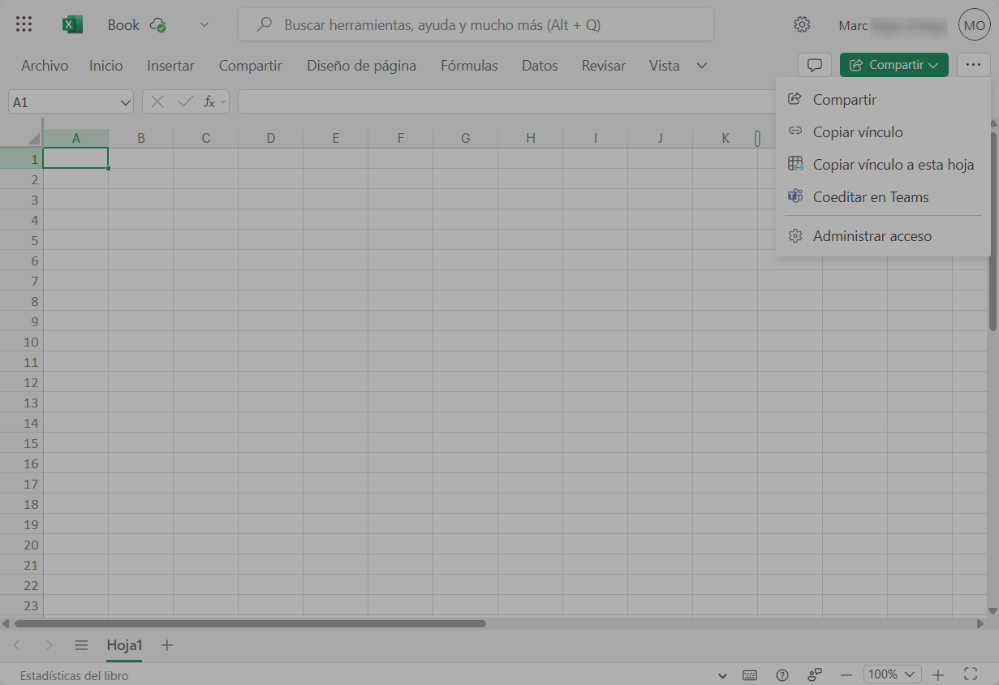 Book
Buscar herramientas, ayuda y mucho más (Alt + Q)
Marc
MO
Archivo Inicio Insertar Compartir Diseño de página Fórmulas Datos Revisar Vista
Compartir
A1
fx
Compartir
Copiar vínculo
Copiar vínculo a esta hoja
Coeditar en Teams
Administrar acceso
A B C D E F G H I J K
1
2
3
4
5
6
7
8
9
10
11
12
13
14
15
16
17
18
19
20
21
22
23
Hoja1
Estadísticas del libro
100%